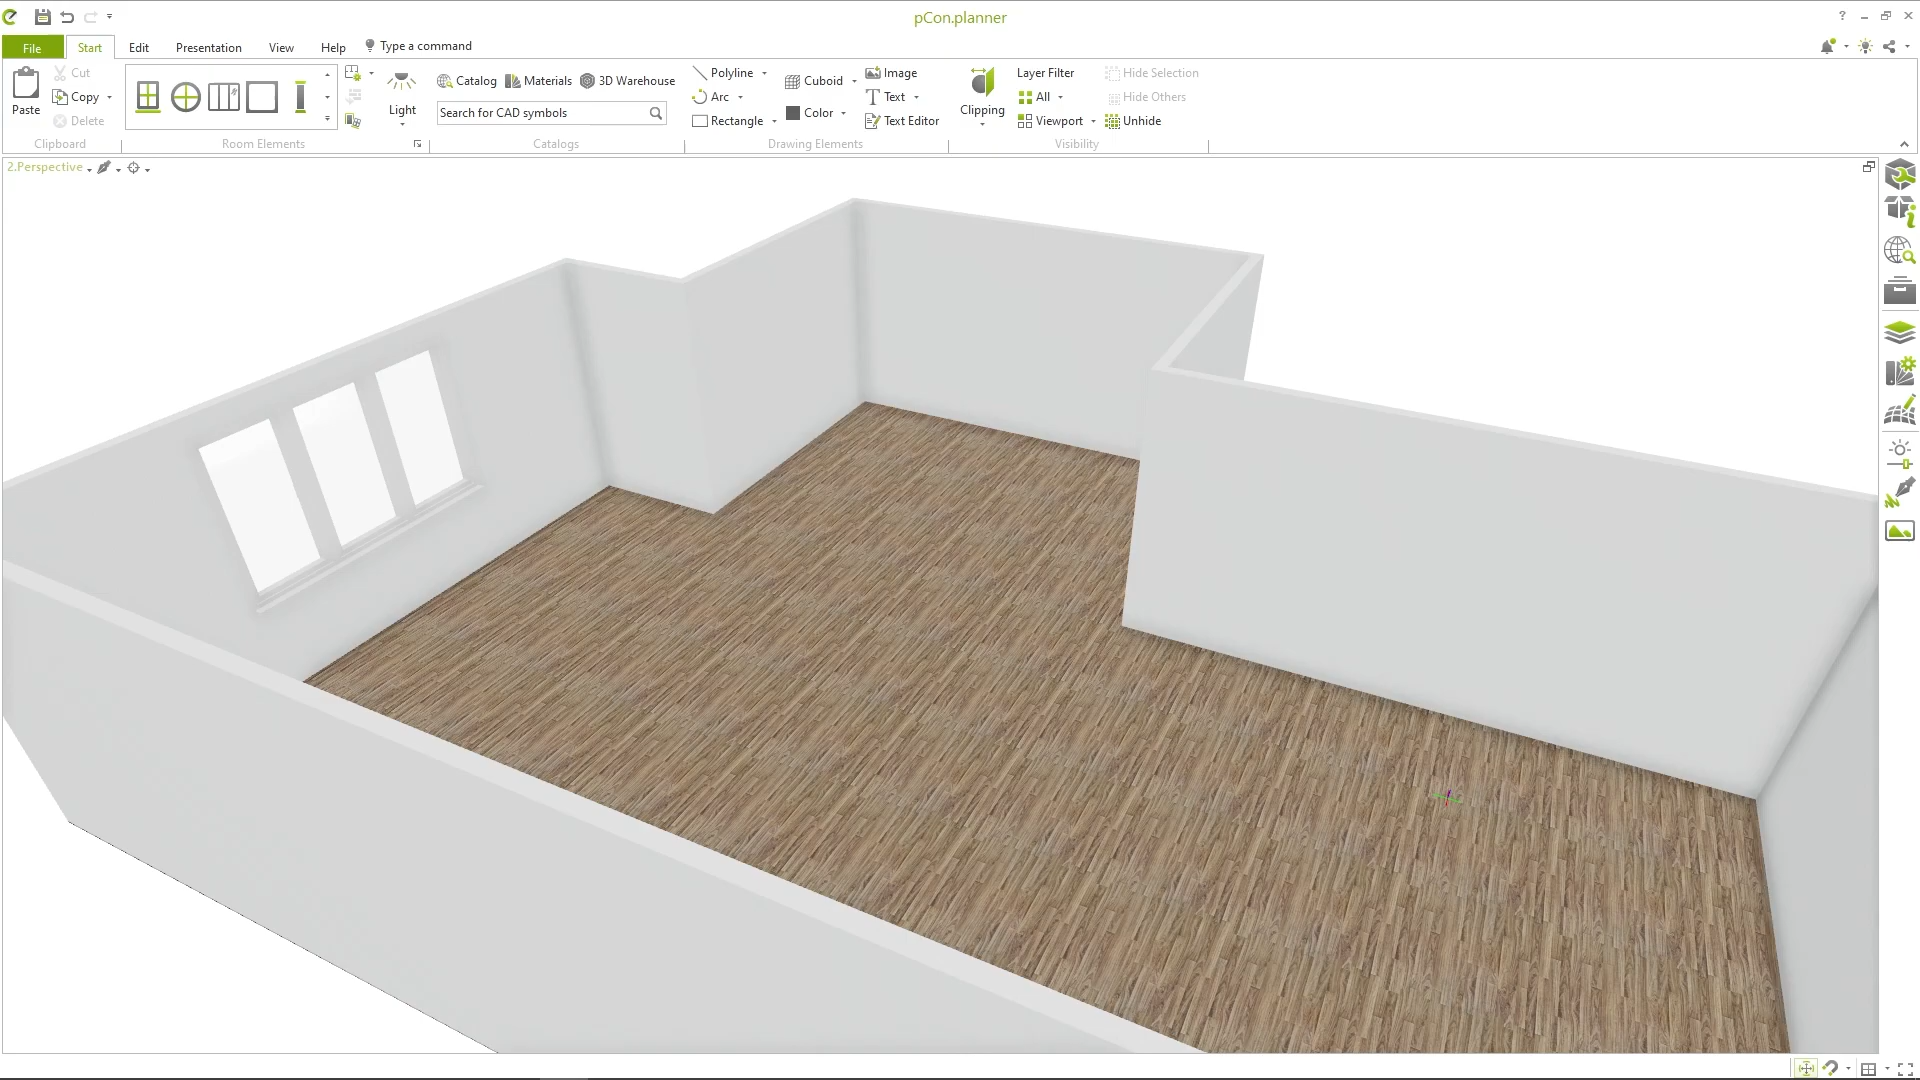 pCon.planner
?
File Start Edit Presentation View Help Type a command
Paste
Cut
Copy
Delete
Clipboard
Room Elements
Light
Catalog Materials 3D Warehouse
Search for CAD symbols
Catalogs
Polyline
Arc
Rectangle
Cuboid
Color
Image
Text
Text Editor
Drawing Elements
Clipping
Layer Filter
All
Viewport
Hide Selection
Hide Others
Unhide
Visibility
2.Perspective